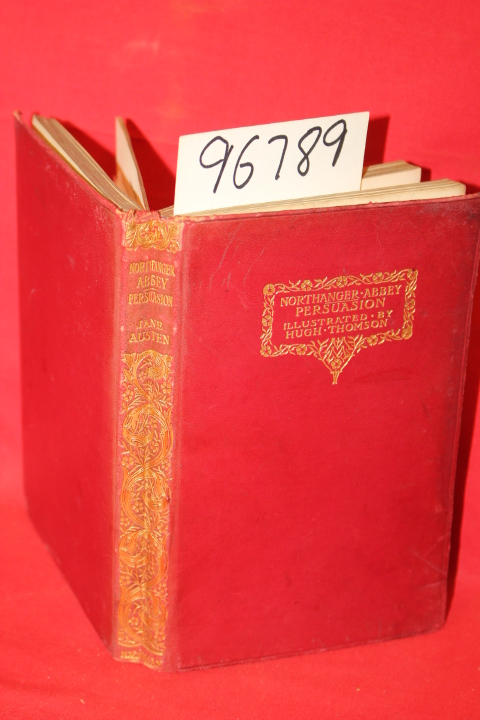 96789
NORTHANGER
ABBEY
PERSUASION
JANE
AUSTEN
NORTHANGER·ABBEY
PERSUASION
ILLUSTRATED·BY
HUGH·THOMSON